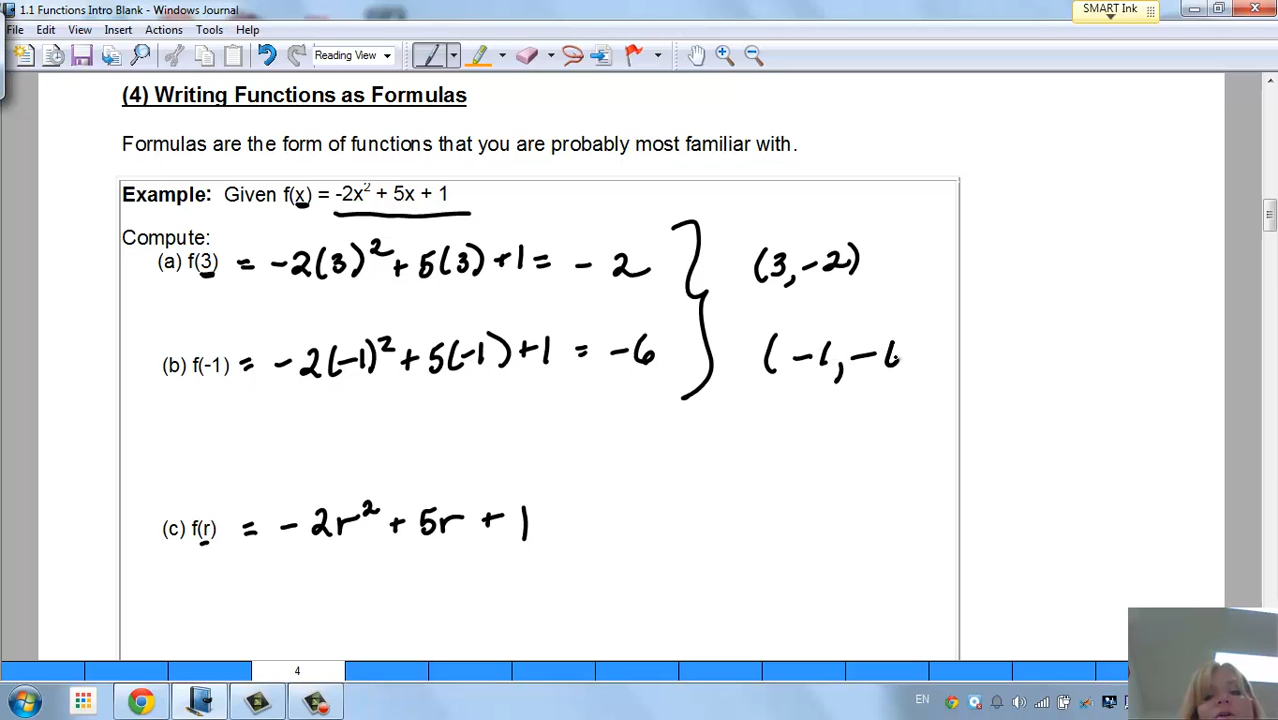 1.1 Functions Intro Blank - Windows Journal
SMART Ink
File Edit View Insert Actions Tools Help
Reading View
(4) Writing Functions as Formulas
Formulas are the form of functions that you are probably most familiar with.
Example: Given f(x) = -2x² + 5x + 1
Compute:
(a) f(3) = -2(3)² + 5(3) + 1 = -2 } (3, -2)
(b) f(-1) = -2(-1)² + 5(-1) + 1 = -6 (-1, -6
(c) f(r) = -2r² + 5r + 1
4
EN